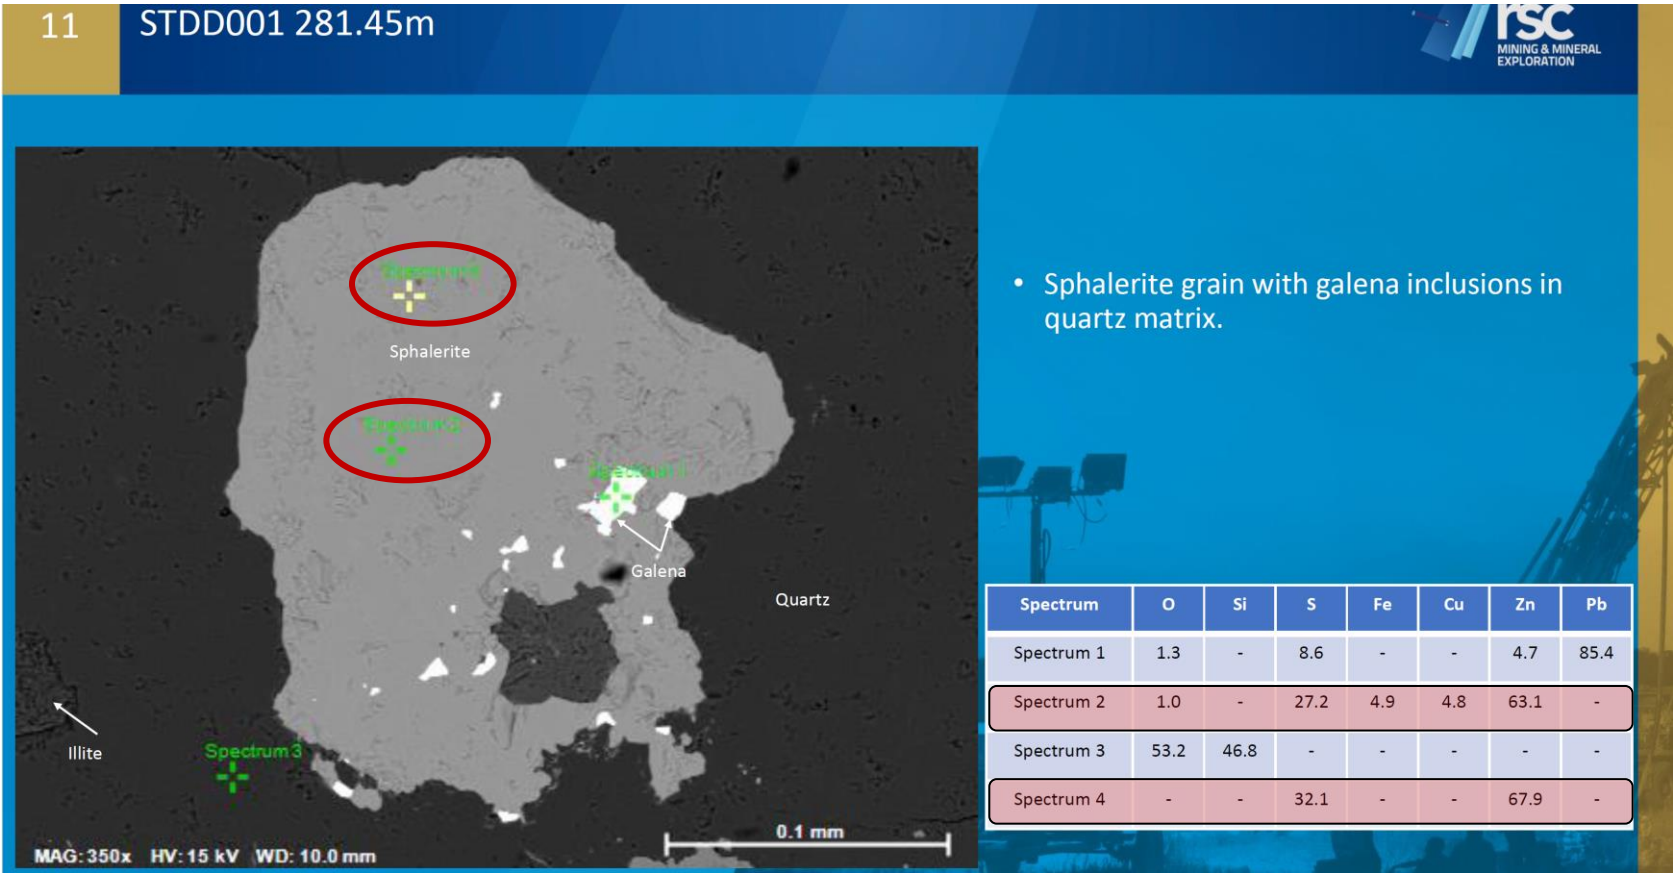 11
STDD001 281.45m
rsc
MINING & MINERAL
EXPLORATION
Sphalerite
Spectrum 1
Galena
Quartz
Illite
Spectrum 3
0.1 mm
MAG: 350x HV: 15 kV WD: 10.0 mm
• Sphalerite grain with galena inclusions in
quartz matrix.
Spectrum O Si S Fe Cu Zn Pb
Spectrum 1 1.3 - 8.6 - - 4.7 85.4
Spectrum 2 1.0 - 27.2 4.9 4.8 63.1 -
Spectrum 3 53.2 46.8 - - - - -
Spectrum 4 - - 32.1 - - 67.9 -